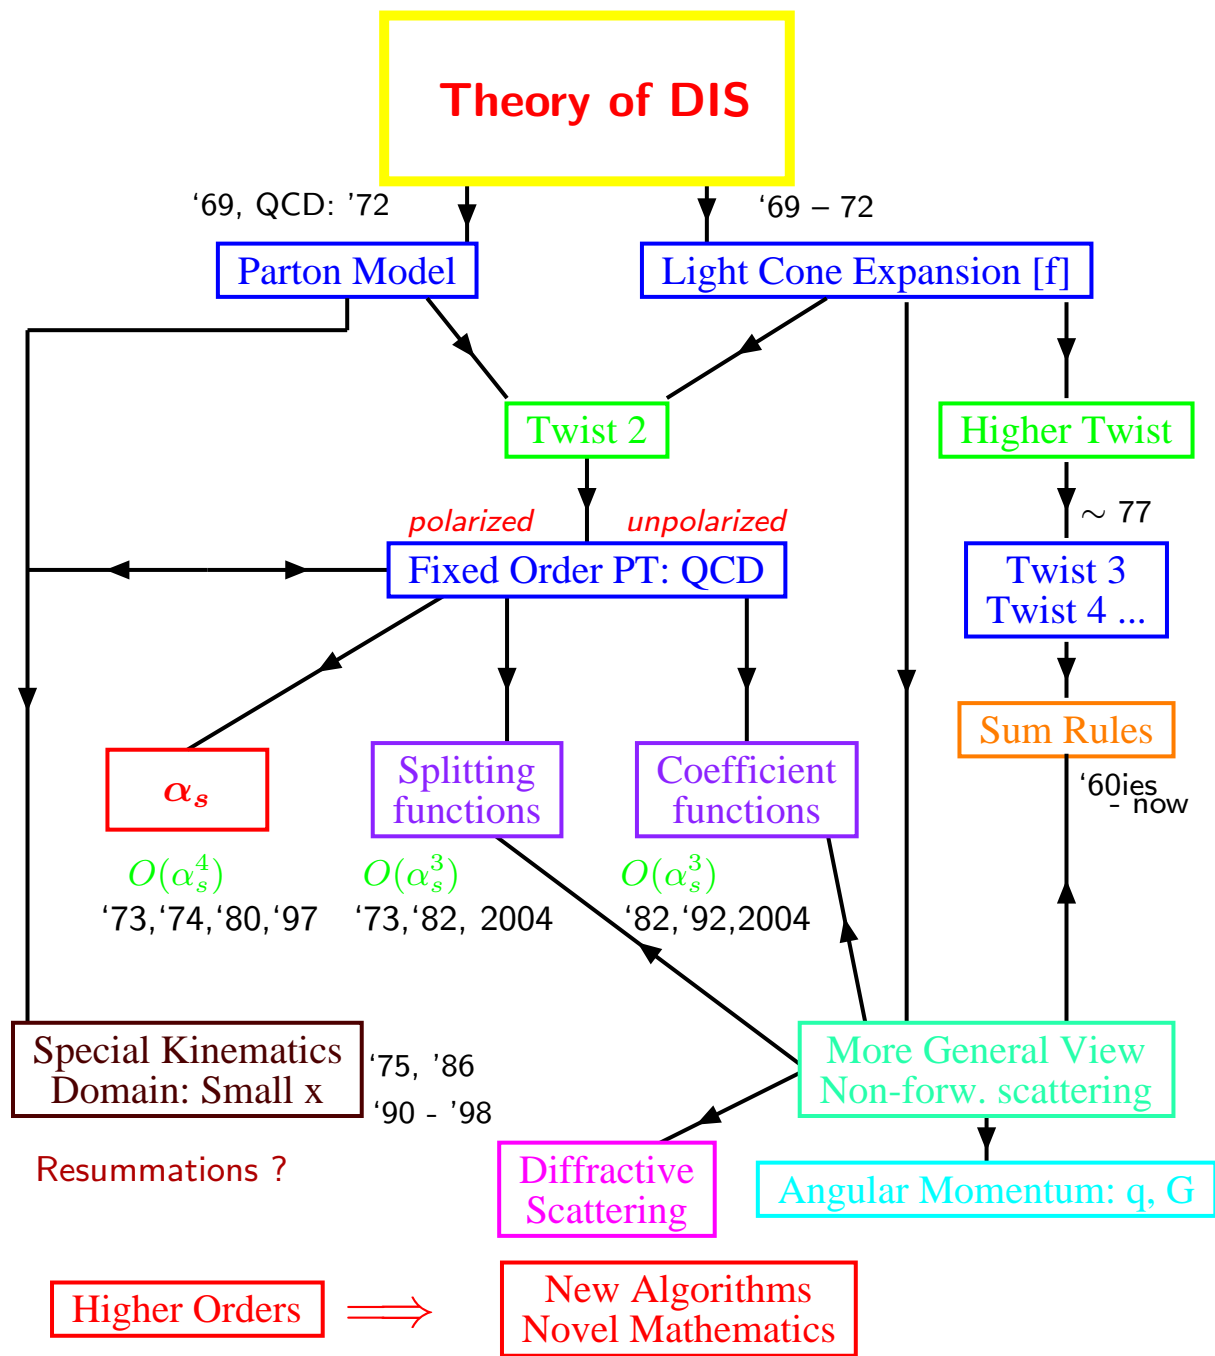 Theory of DIS
‘69, QCD: ’72
‘69 – 72
Parton Model
Light Cone Expansion [f]
Twist 2
Higher Twist
polarized
unpolarized
∼ 77
Fixed Order PT: QCD
Twist 3
Twist 4 ...
Sum Rules
‘60ies
- now
α_s
Splitting
functions
Coefficient
functions
O(α_s^4)
O(α_s^3)
O(α_s^3)
‘73,‘74,‘80,‘97
‘73,‘82, 2004
‘82,‘92,2004
Special Kinematics
Domain: Small x
‘75, ’86
‘90 - ’98
More General View
Non-forw. scattering
Resummations ?
Diffractive
Scattering
Angular Momentum: q, G
Higher Orders
⟹
New Algorithms
Novel Mathematics